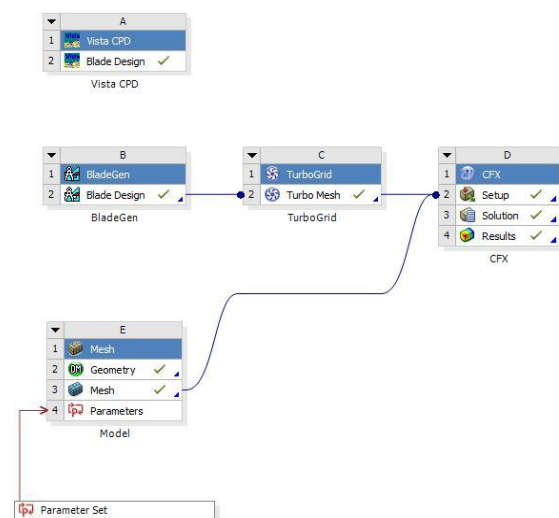 A
1 Vista CPD
2 Blade Design
Vista CPD
B
1 BladeGen
2 Blade Design
BladeGen
C
1 TurboGrid
2 Turbo Mesh
TurboGrid
D
1 CFX
2 Setup
3 Solution
4 Results
CFX
E
1 Mesh
2 Geometry
3 Mesh
4 Parameters
Model
Parameter Set